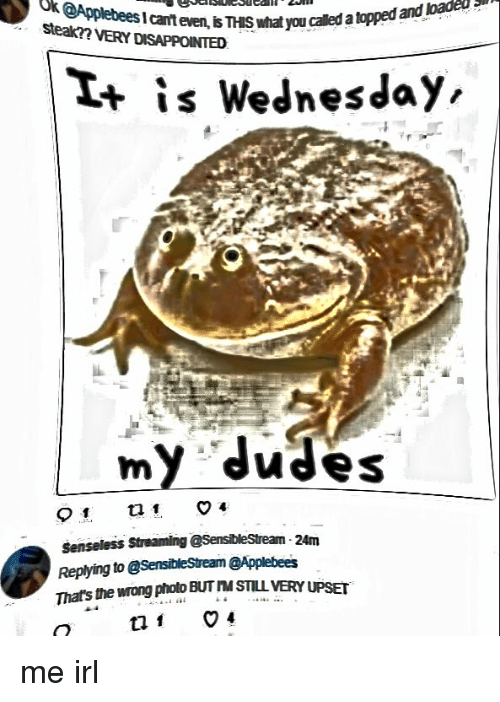 Ok @Applebees I can't even, is THIS what you called a topped and loaded
steak?? VERY DISAPPOINTED
It is Wednesday,
my dudes
1 1 4
Senseless Streaming @SensibleStream · 24m
Replying to @SensibleStream @Applebees
That's the wrong photo BUT I'M STILL VERY UPSET
1 4
me irl